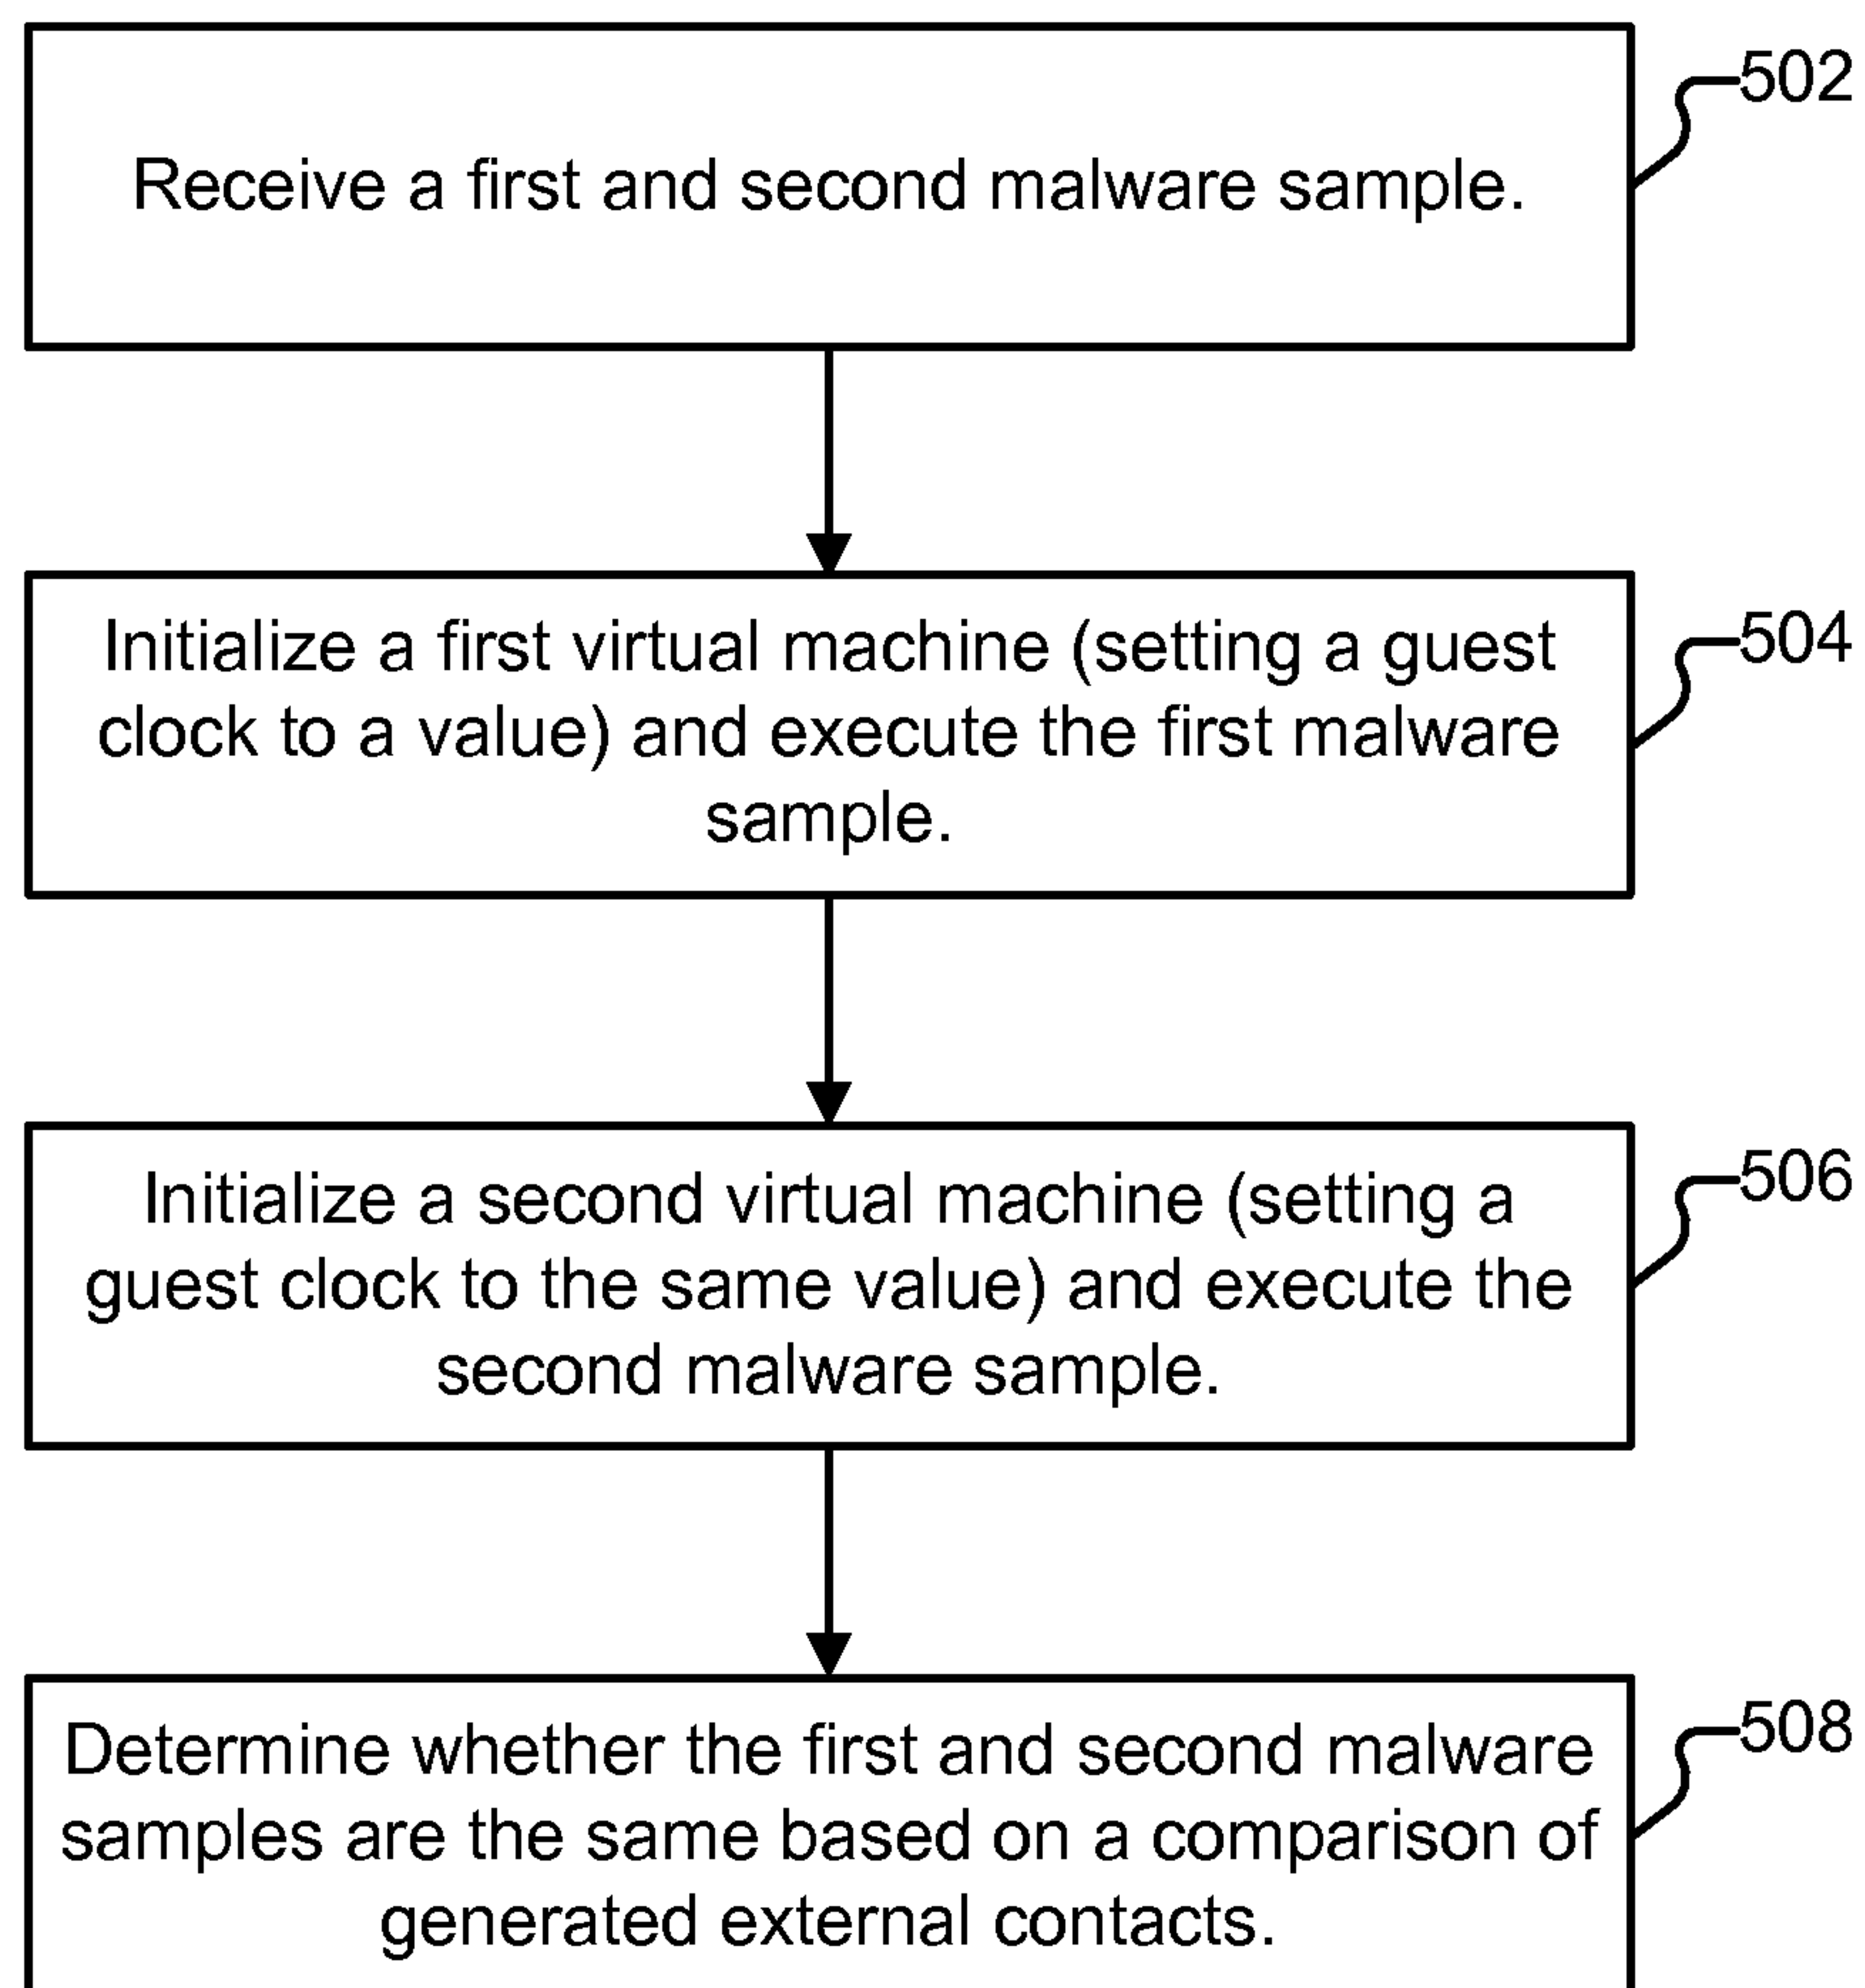 502
Receive a first and second malware sample.
504
Initialize a first virtual machine (setting a guest
clock to a value) and execute the first malware
sample.
506
Initialize a second virtual machine (setting a
guest clock to the same value) and execute the
second malware sample.
508
Determine whether the first and second malware
samples are the same based on a comparison of
generated external contacts.